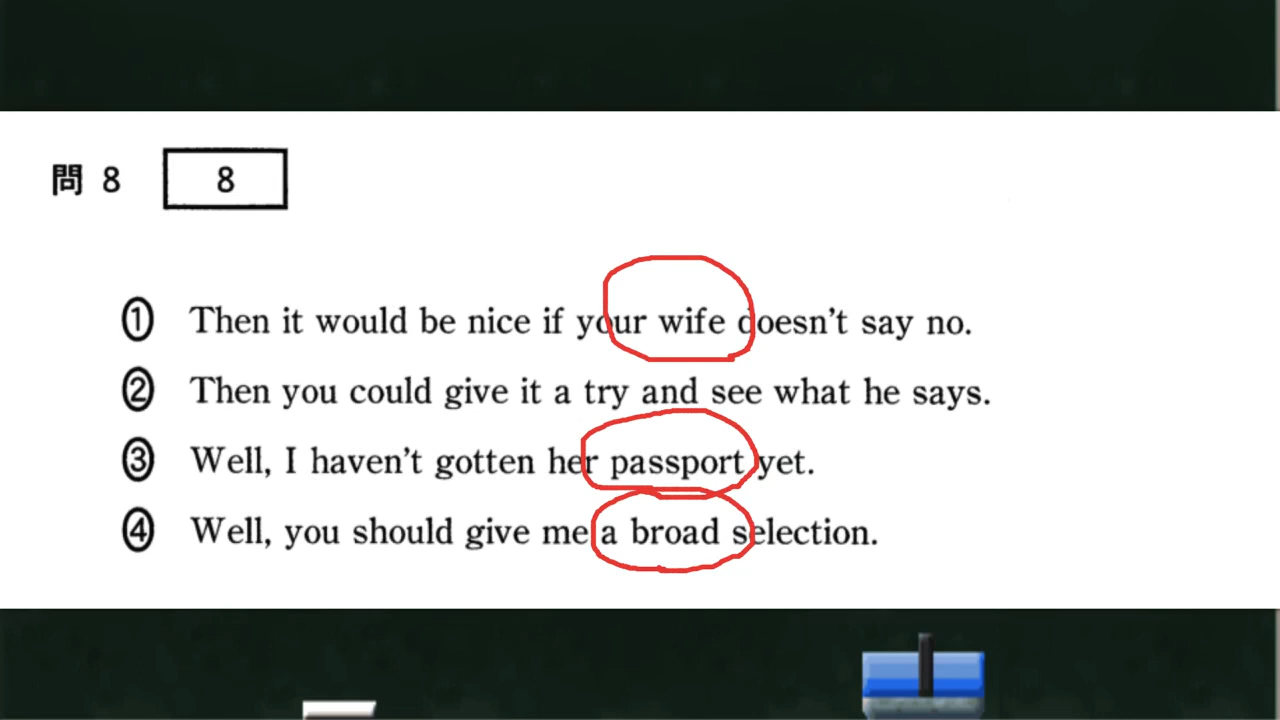 問 8 8
① Then it would be nice if your wife doesn't say no.
② Then you could give it a try and see what he says.
③ Well, I haven't gotten her passport yet.
④ Well, you should give me a broad selection.